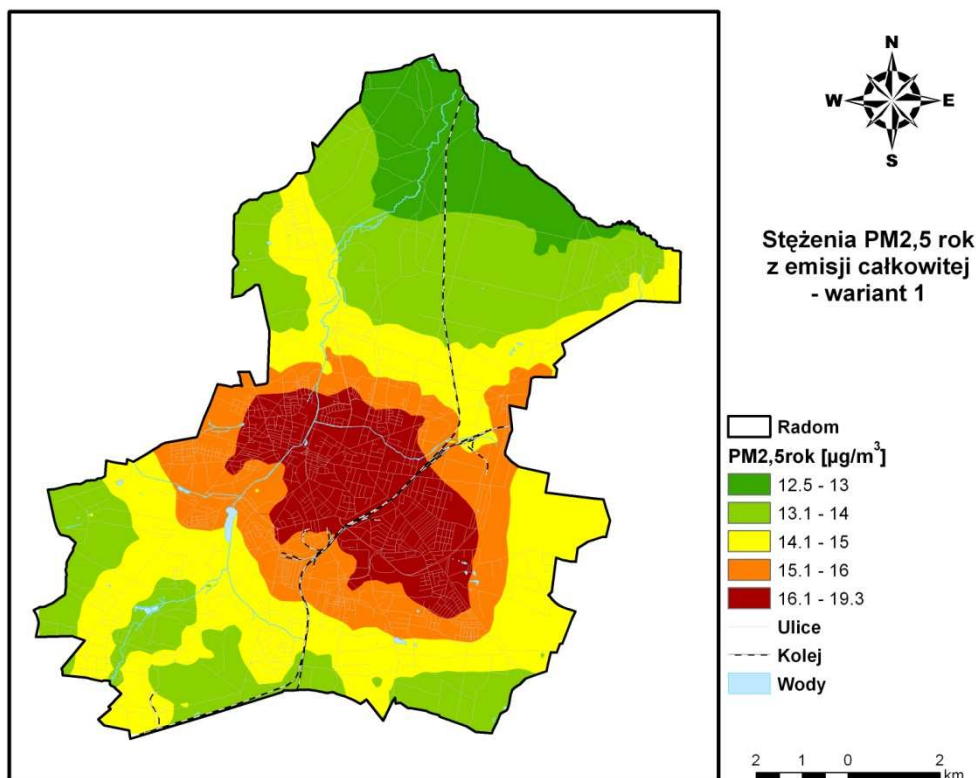 N
W E
S
Stężenia PM2,5 rok
z emisji całkowitej
- wariant 1
Radom
PM2,5rok [µg/m³]
12.5 - 13
13.1 - 14
14.1 - 15
15.1 - 16
16.1 - 19.3
Ulice
Kolej
Wody
2 1 0 2
km